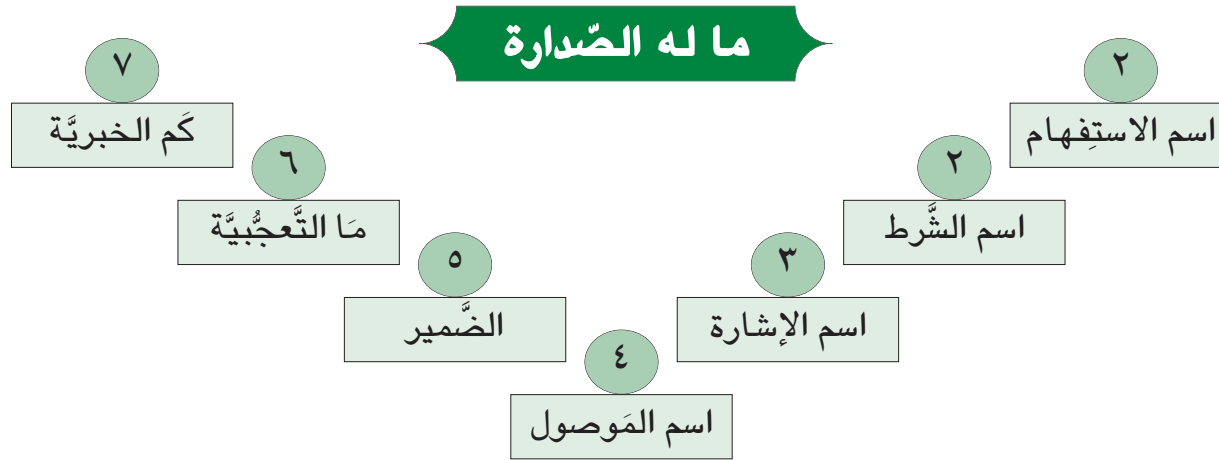 ما له الصّدارة
٢
اسم الاستِفهام
٢
اسم الشَّرط
٣
اسم الإشارة
٤
اسم المَوصول
٥
الضَّمير
٦
مَا التَّعجُّبيَّة
٧
كَم الخبريَّة